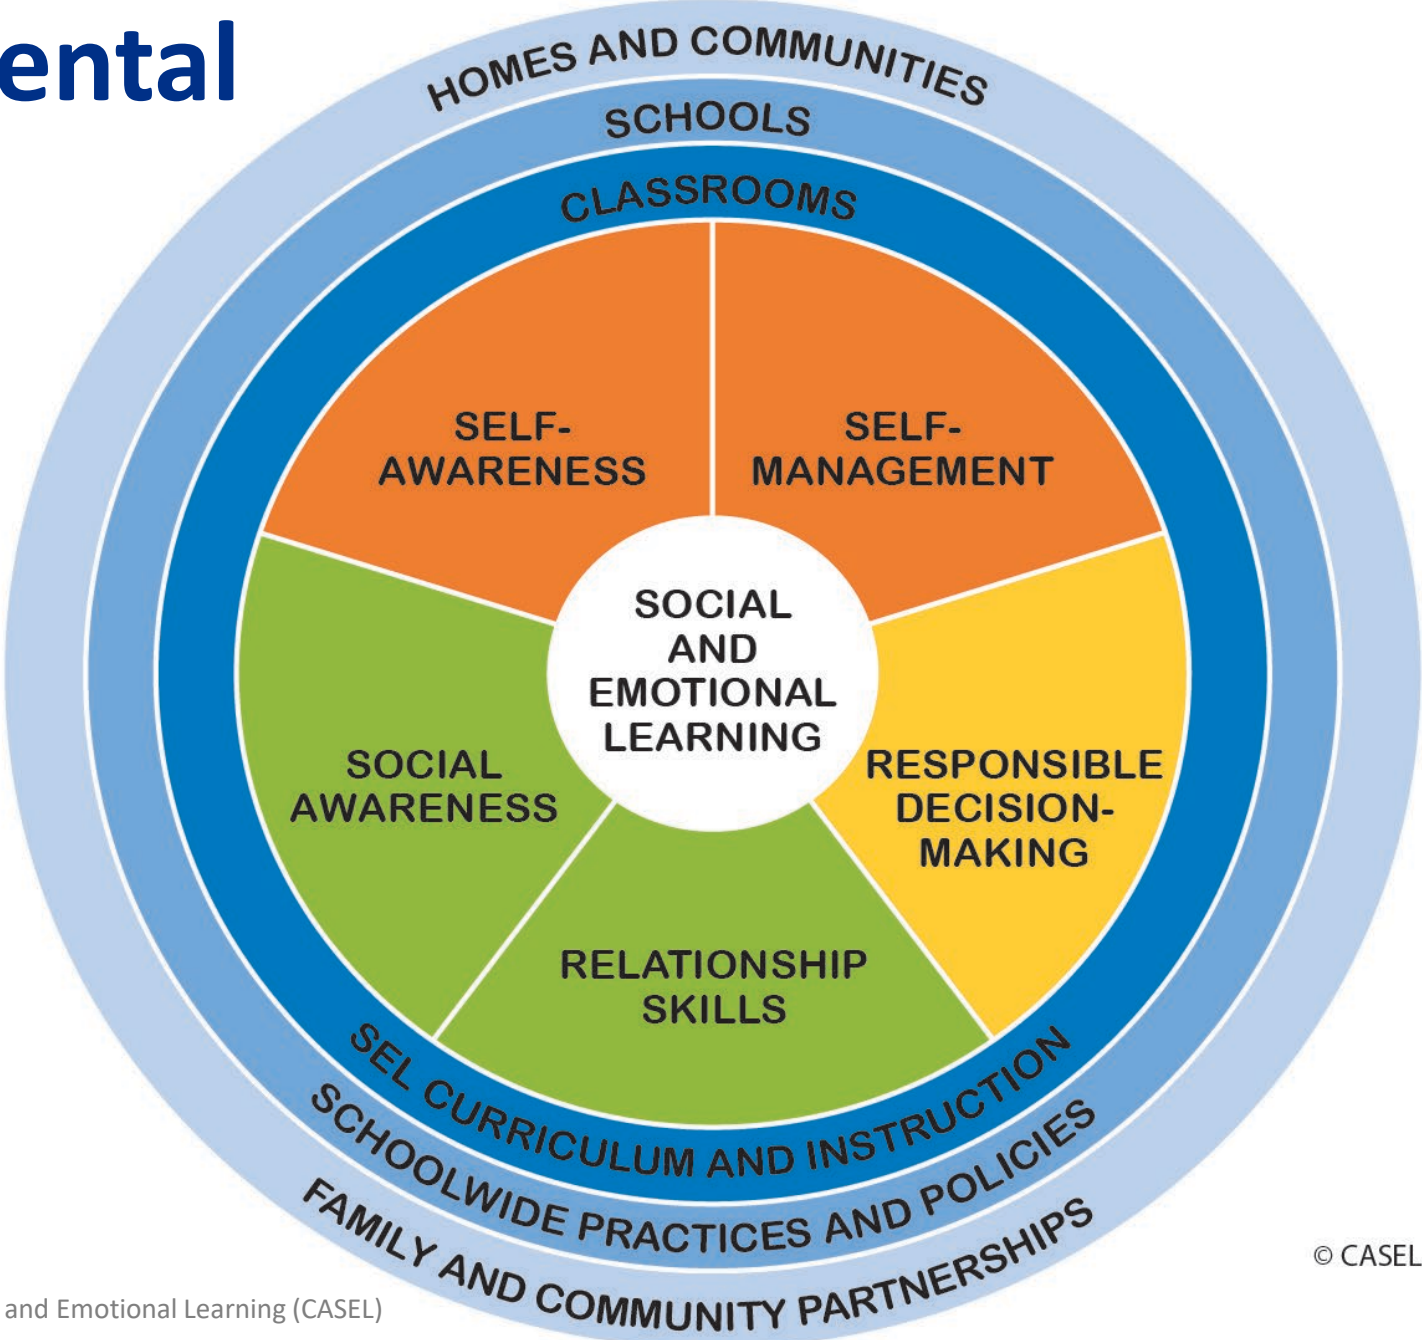 ental
HOMES AND COMMUNITIES
SCHOOLS
CLASSROOMS
SELF-
AWARENESS
SELF-
MANAGEMENT
SOCIAL
AND
EMOTIONAL
LEARNING
SOCIAL
AWARENESS
RESPONSIBLE
DECISION-
MAKING
RELATIONSHIP
SKILLS
SEL CURRICULUM AND INSTRUCTION
SCHOOLWIDE PRACTICES AND POLICIES
FAMILY AND COMMUNITY PARTNERSHIPS
© CASEL
and Emotional Learning (CASEL)